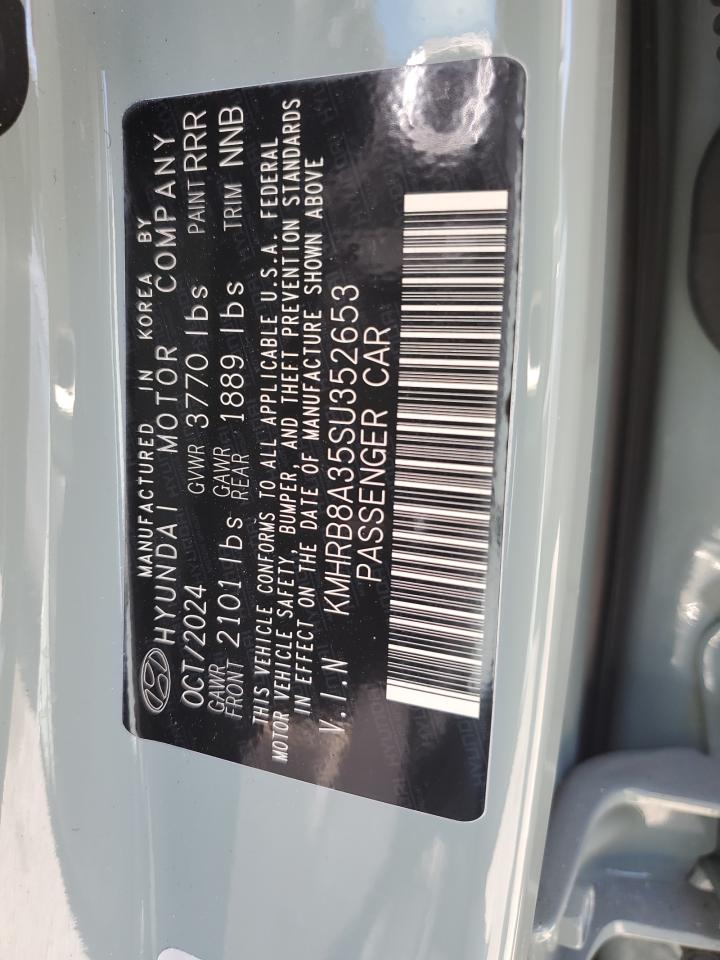 MANUFACTURED IN KOREA BY
HYUNDAI MOTOR COMPANY
OCT/2024 GVWR 3770 lbs PAINT RRR
GAWR FRONT 2101 lbs GAWR REAR 1889 lbs TRIM NNB
THIS VEHICLE CONFORMS TO ALL APPLICABLE U.S.A. FEDERAL
MOTOR VEHICLE SAFETY, BUMPER, AND THEFT PREVENTION STANDARDS
IN EFFECT ON THE DATE OF MANUFACTURE SHOWN ABOVE
V.I.N KMHRB8A35SU352653
PASSENGER CAR